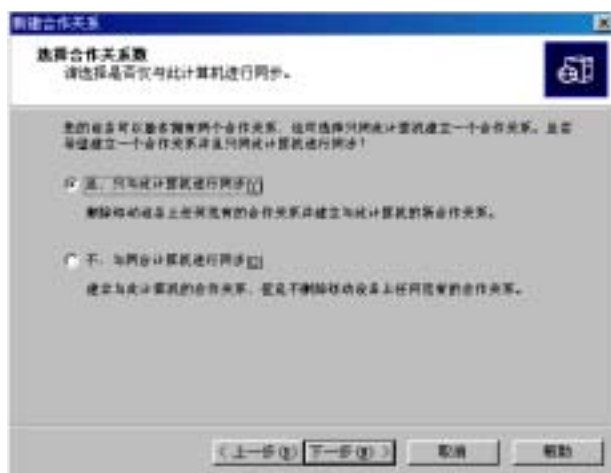 新建合作关系
选择合作关系数
请选择是否仅与此计算机进行同步。
您的设备可以最多拥有两个合作关系。也可选择只同此计算机建立一个合作关系。是否
希望建立一个合作关系并且只同此计算机进行同步?
是,只与此计算机进行同步(Y)
删除移动设备上任何现有的合作关系并建立与此计算机的新合作关系。
不,与两台计算机进行同步(O)
建立与此计算机的合作关系,但是不删除移动设备上任何现有的合作关系。
<上一步(B) 下一步(N)> 取消 帮助